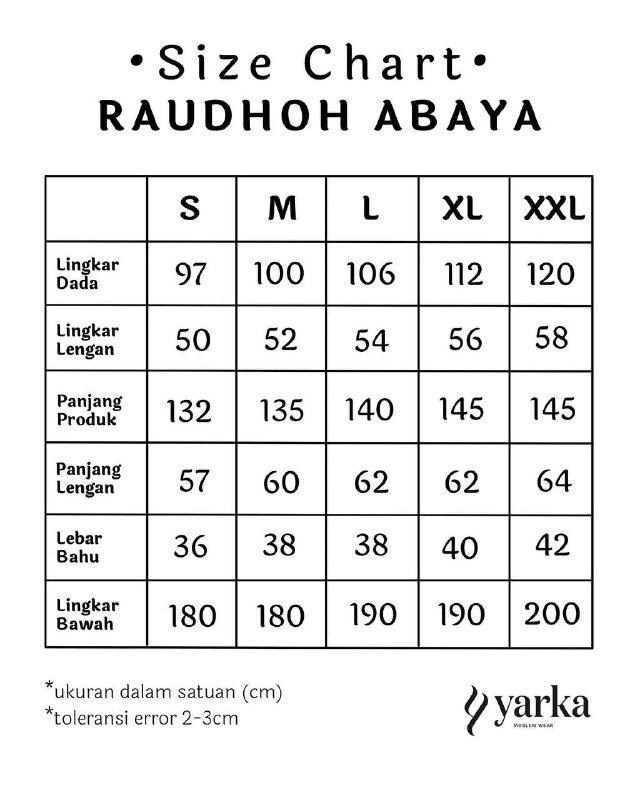 •Size Chart•
RAUDHOH ABAYA
S M L XL XXL
Lingkar
Dada 97 100 106 112 120
Lingkar
Lengan 50 52 54 56 58
Panjang
Produk 132 135 140 145 145
Panjang
Lengan 57 60 62 62 64
Lebar
Bahu 36 38 38 40 42
Lingkar
Bawah 180 180 190 190 200
*ukuran dalam satuan (cm)
*toleransi error 2-3cm
yarka
MOSLEM WEAR